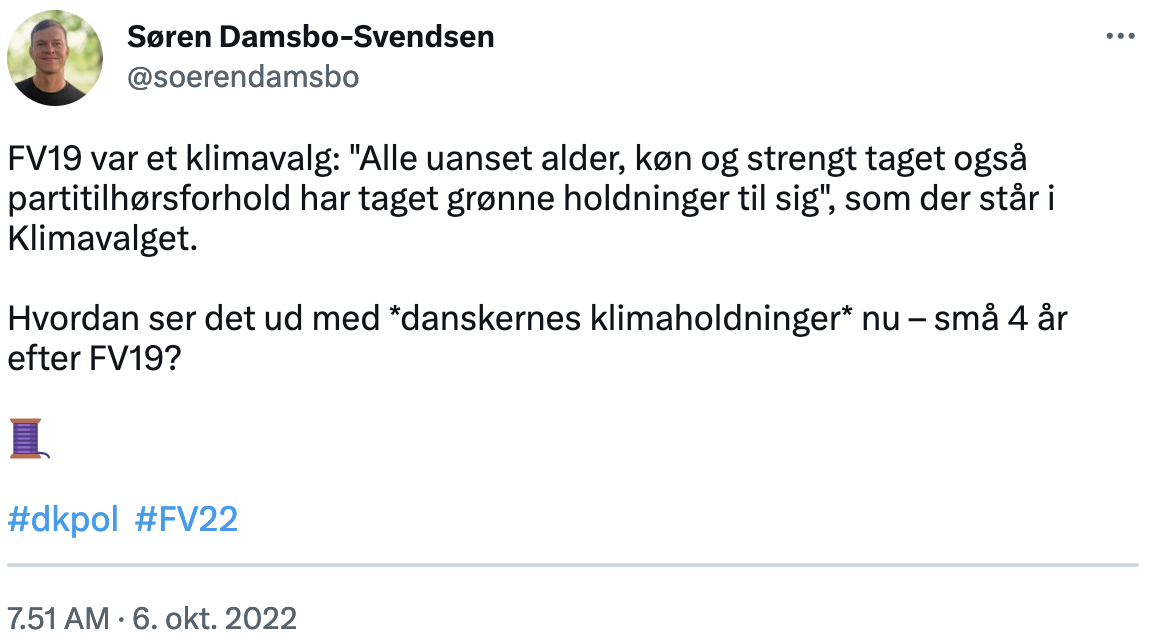 Søren Damsbo-Svendsen
@soerendamsbo
FV19 var et klimavalg: "Alle uanset alder, køn og strengt taget også
partitilhørsforhold har taget grønne holdninger til sig", som der står i
Klimavalget.
Hvordan ser det ud med *danskernes klimaholdninger* nu – små 4 år
efter FV19?
#dkpol #FV22
7.51 AM · 6. okt. 2022